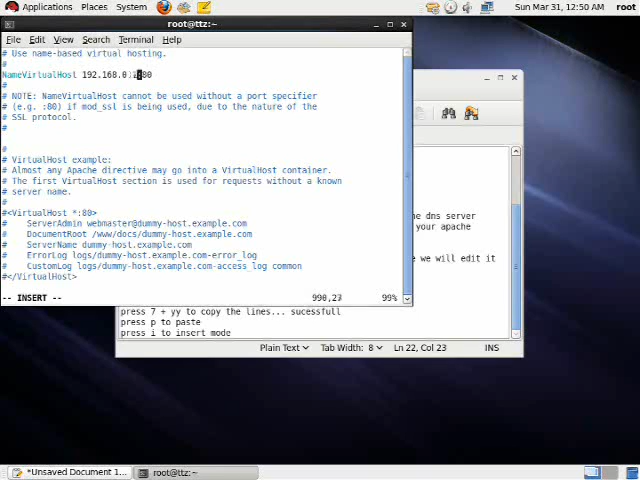 Applications Places System
Sun Mar 31, 12:50 AM
root@ttz:~
File Edit View Search Terminal Help
# Use name-based virtual hosting.
#
NameVirtualHost 192.168.0.
:80
#
# NOTE: NameVirtualHost cannot be used without a port specifier
# (e.g. :80) if mod_ssl is being used, due to the nature of the
# SSL protocol.
#
#
# VirtualHost example:
# Almost any Apache directive may go into a VirtualHost container.
# The first VirtualHost section is used for requests without a known
# server name.
#
#<VirtualHost *:80>
#    ServerAdmin webmaster@dummy-host.example.com
#    DocumentRoot /www/docs/dummy-host.example.com
#    ServerName dummy-host.example.com
#    ErrorLog logs/dummy-host.example.com-error_log
#    CustomLog logs/dummy-host.example.com-access_log common
#</VirtualHost>
-- INSERT --
990,27
99%
e dns server
your apache
e we will edit it
press 7 + yy to copy the lines... sucessfull
press p to paste
press i to insert mode
Plain Text Tab Width: 8 Ln 22, Col 23 INS
*Unsaved Document 1...
root@ttz:~